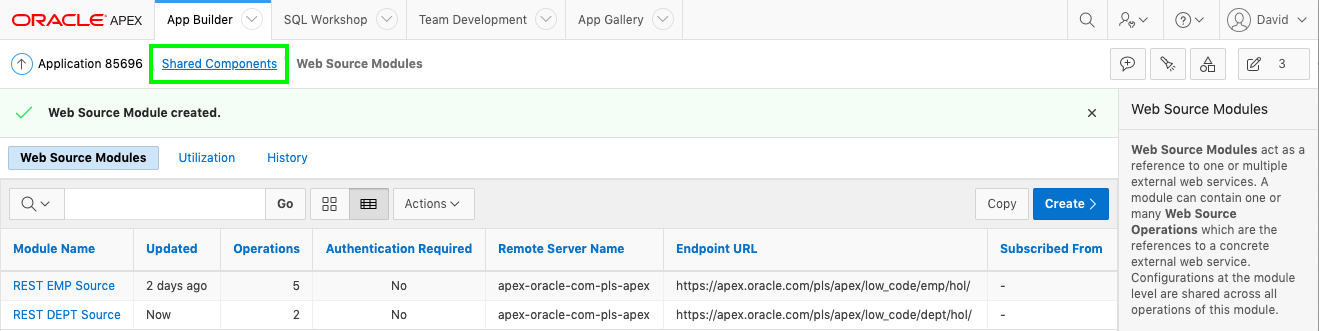 ORACLE APEX App Builder SQL Workshop Team Development App Gallery David
Application 85696 Shared Components Web Source Modules 3
Web Source Module created.
Web Source Modules Utilization History
Go Actions Copy Create
Module Name Updated Operations Authentication Required Remote Server Name Endpoint URL Subscribed From
REST EMP Source 2 days ago 5 No apex-oracle-com-pls-apex https://apex.oracle.com/pls/apex/low_code/emp/hol/ -
REST DEPT Source Now 2 No apex-oracle-com-pls-apex https://apex.oracle.com/pls/apex/low_code/dept/hol/ -
Web Source Modules
Web Source Modules act as a
reference to one or multiple
external web services. A
module can contain one or
many Web Source
Operations which are the
references to a concrete
external web service.
Configurations at the module
level are shared across all
operations of this module.